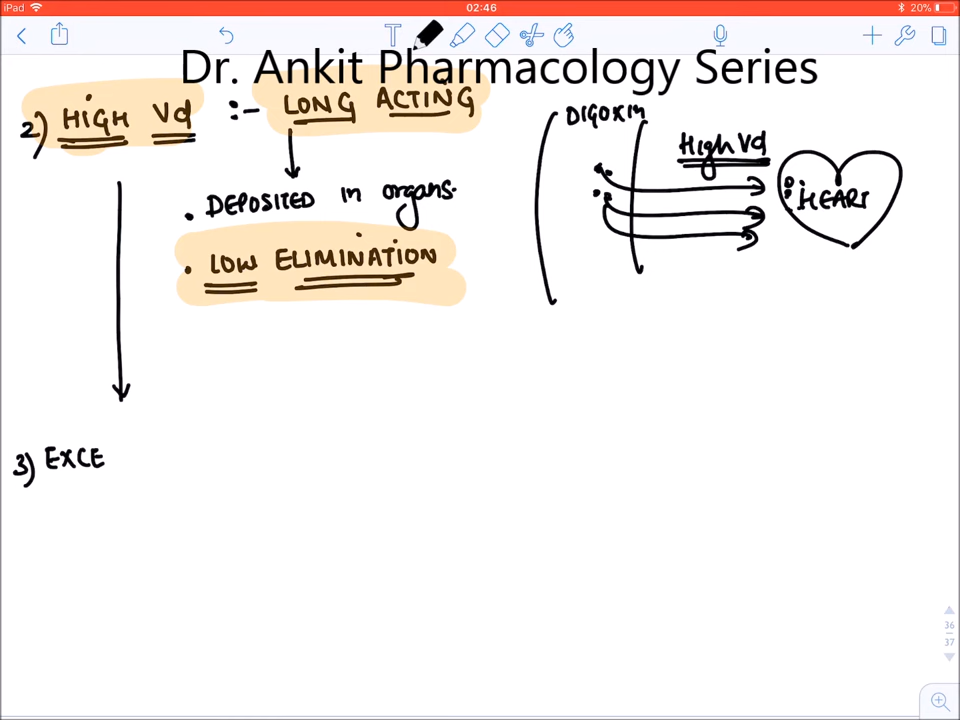 iPad 02:46 20%
Dr. Ankit Pharmacology Series
2) HiGH Vd :- LONG ACTiNG
• DEPOSiTED in organs.
• LOW ELiMiNATiON
3) EXCE
DiGOXiN
High Vd
HEART
36
37